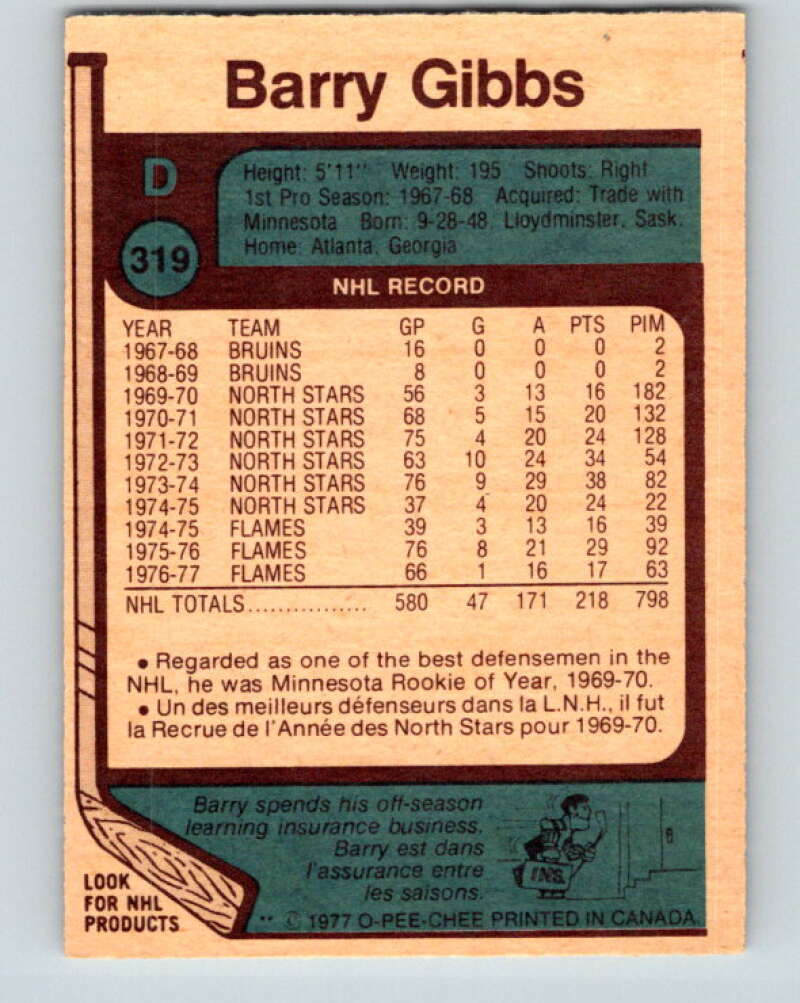 Barry Gibbs
D
Height: 5'11" Weight: 195 Shoots: Right
1st Pro Season: 1967-68 Acquired: Trade with
Minnesota Born: 9-28-48, Lloydminster, Sask.
Home: Atlanta, Georgia
319
NHL RECORD
YEAR TEAM GP G A PTS PIM
1967-68 BRUINS 16 0 0 0 2
1968-69 BRUINS 8 0 0 0 2
1969-70 NORTH STARS 56 3 13 16 182
1970-71 NORTH STARS 68 5 15 20 132
1971-72 NORTH STARS 75 4 20 24 128
1972-73 NORTH STARS 63 10 24 34 54
1973-74 NORTH STARS 76 9 29 38 82
1974-75 NORTH STARS 37 4 20 24 22
1974-75 FLAMES 39 3 13 16 39
1975-76 FLAMES 76 8 21 29 92
1976-77 FLAMES 66 1 16 17 63
NHL TOTALS................ 580 47 171 218 798
• Regarded as one of the best defensemen in the
NHL, he was Minnesota Rookie of Year, 1969-70.
• Un des meilleurs défenseurs dans la L.N.H., il fut
la Recrue de l'Année des North Stars pour 1969-70.
Barry spends his off-season
learning insurance business.
Barry est dans
l'assurance entre
les saisons.
INS.
8
LOOK
FOR NHL
PRODUCTS
** © 1977 O-PEE-CHEE PRINTED IN CANADA